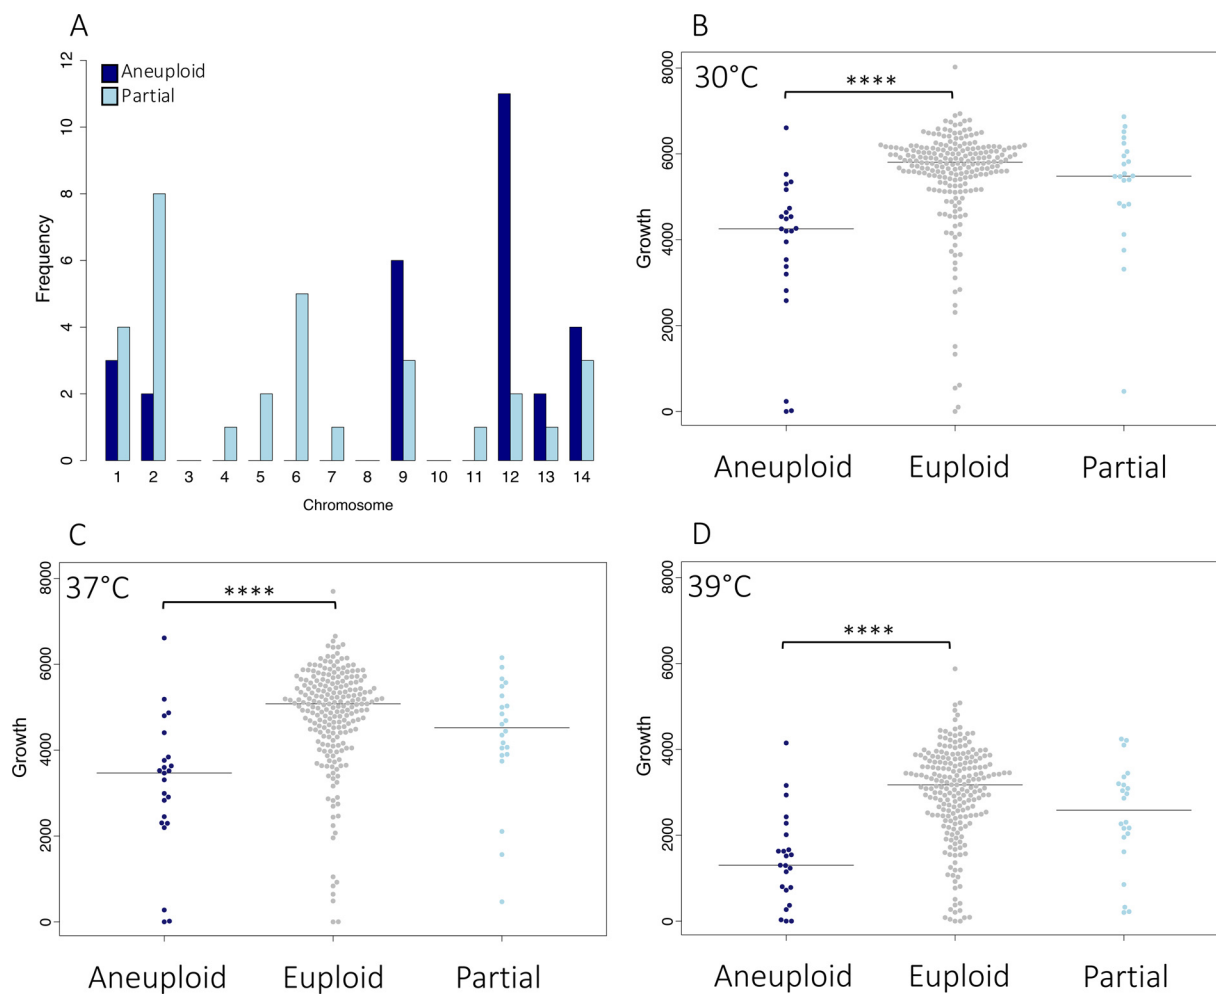 A
Aneuploid
Partial
Frequency
12
10
8
6
4
2
0
1 2 3 4 5 6 7 8 9 10 11 12 13 14
Chromosome
B
30°C
****
Growth
8000
6000
4000
2000
0
Aneuploid Euploid Partial
C
37°C
****
Growth
8000
6000
4000
2000
0
Aneuploid Euploid Partial
D
39°C
****
Growth
8000
6000
4000
2000
0
Aneuploid Euploid Partial